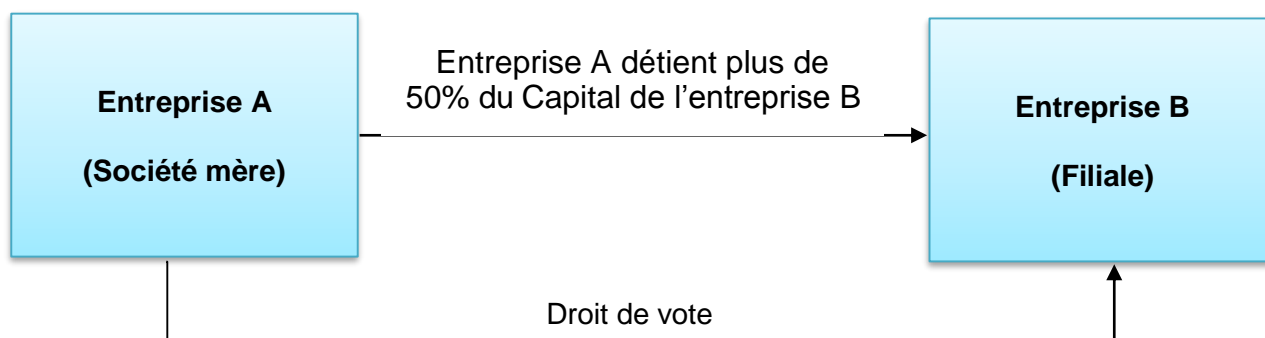 Entreprise A
(Société mère)
Entreprise A détient plus de
50% du Capital de l’entreprise B
Entreprise B
(Filiale)
Droit de vote